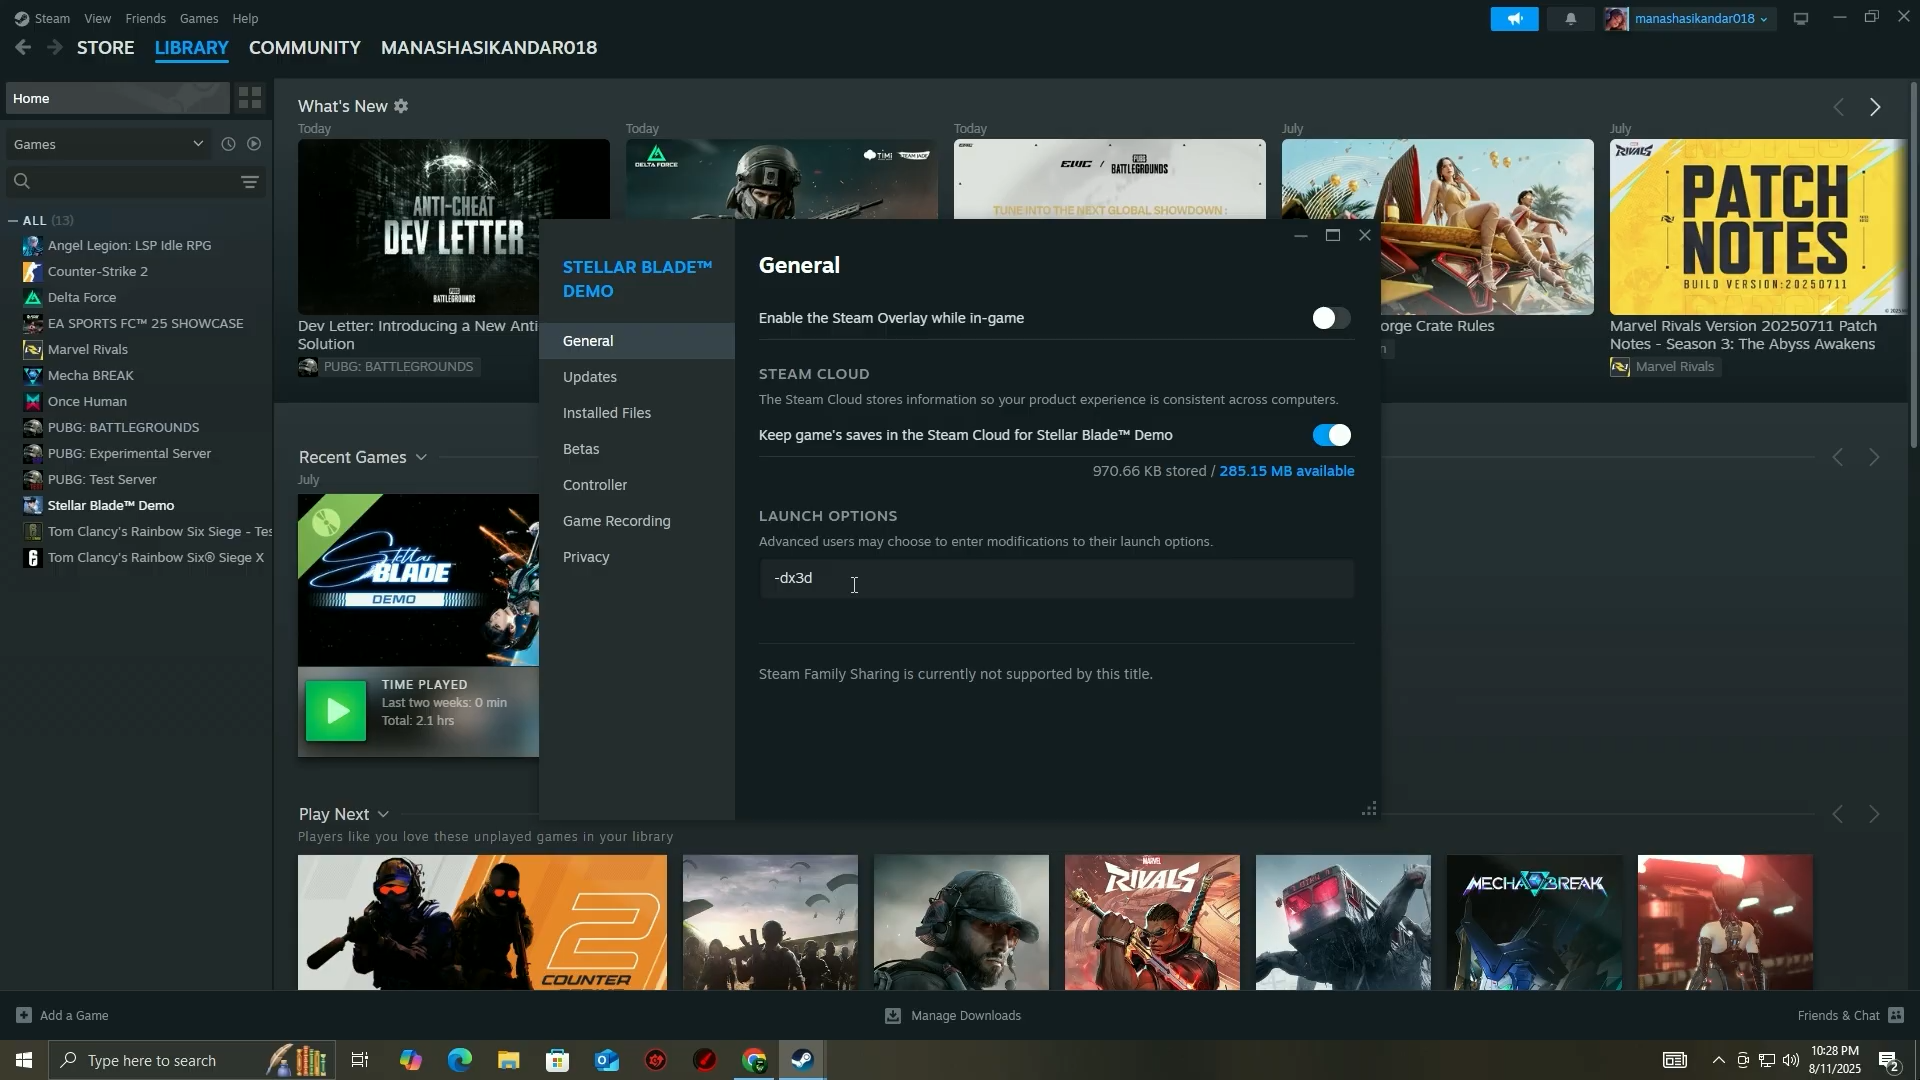 Steam View Friends Games Help
manashasikandar018
STORE LIBRARY COMMUNITY MANASHASIKANDAR018
Home
Games
ALL (13)
Angel Legion: LSP Idle RPG
Counter-Strike 2
Delta Force
EA SPORTS FC™ 25 SHOWCASE
Marvel Rivals
Mecha BREAK
Once Human
PUBG: BATTLEGROUNDS
PUBG: Experimental Server
PUBG: Test Server
Stellar Blade™ Demo
Tom Clancy's Rainbow Six Siege - Tes
Tom Clancy's Rainbow Six® Siege X
What's New
Today
ANTI-CHEAT
DEV LETTER
PUBG
BATTLEGROUNDS
Dev Letter: Introducing a New Anti-
Solution
PUBG: BATTLEGROUNDS
Today
DELTA FORCE
TiMi TEAM JADE
Today
EWC / PUBG BATTLEGROUNDS
TUNE INTO THE NEXT GLOBAL SHOWDOWN :
July
orge Crate Rules
July
RIVALS
PATCH
NOTES
BUILD VERSION:20250711
Marvel Rivals Version 20250711 Patch
Notes - Season 3: The Abyss Awakens
Marvel Rivals
Recent Games
July
Stellar
BLADE
DEMO
TIME PLAYED
Last two weeks: 0 min
Total: 2.1 hrs
STELLAR BLADE™
DEMO
General
Updates
Installed Files
Betas
Controller
Game Recording
Privacy
General
Enable the Steam Overlay while in-game
STEAM CLOUD
The Steam Cloud stores information so your product experience is consistent across computers.
Keep game's saves in the Steam Cloud for Stellar Blade™ Demo
970.66 KB stored / 285.15 MB available
LAUNCH OPTIONS
Advanced users may choose to enter modifications to their launch options.
-dx3d
Steam Family Sharing is currently not supported by this title.
Play Next
Players like you love these unplayed games in your library
2
COUNTER
MARVEL
RIVALS
MECHA BREAK
Add a Game
Manage Downloads
Friends & Chat
Type here to search
10:28 PM
8/11/2025
2